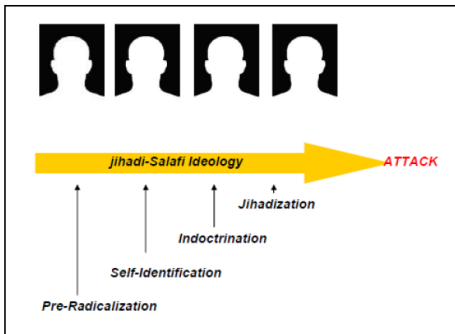 jihadi-Salafi Ideology
ATTACK
Jihadization
Indoctrination
Self-Identification
Pre-Radicalization